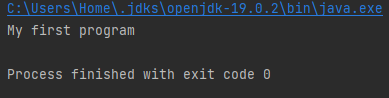 C:\Users\Home\.jdks\openjdk-19.0.2\bin\java.exe
My first program
Process finished with exit code 0